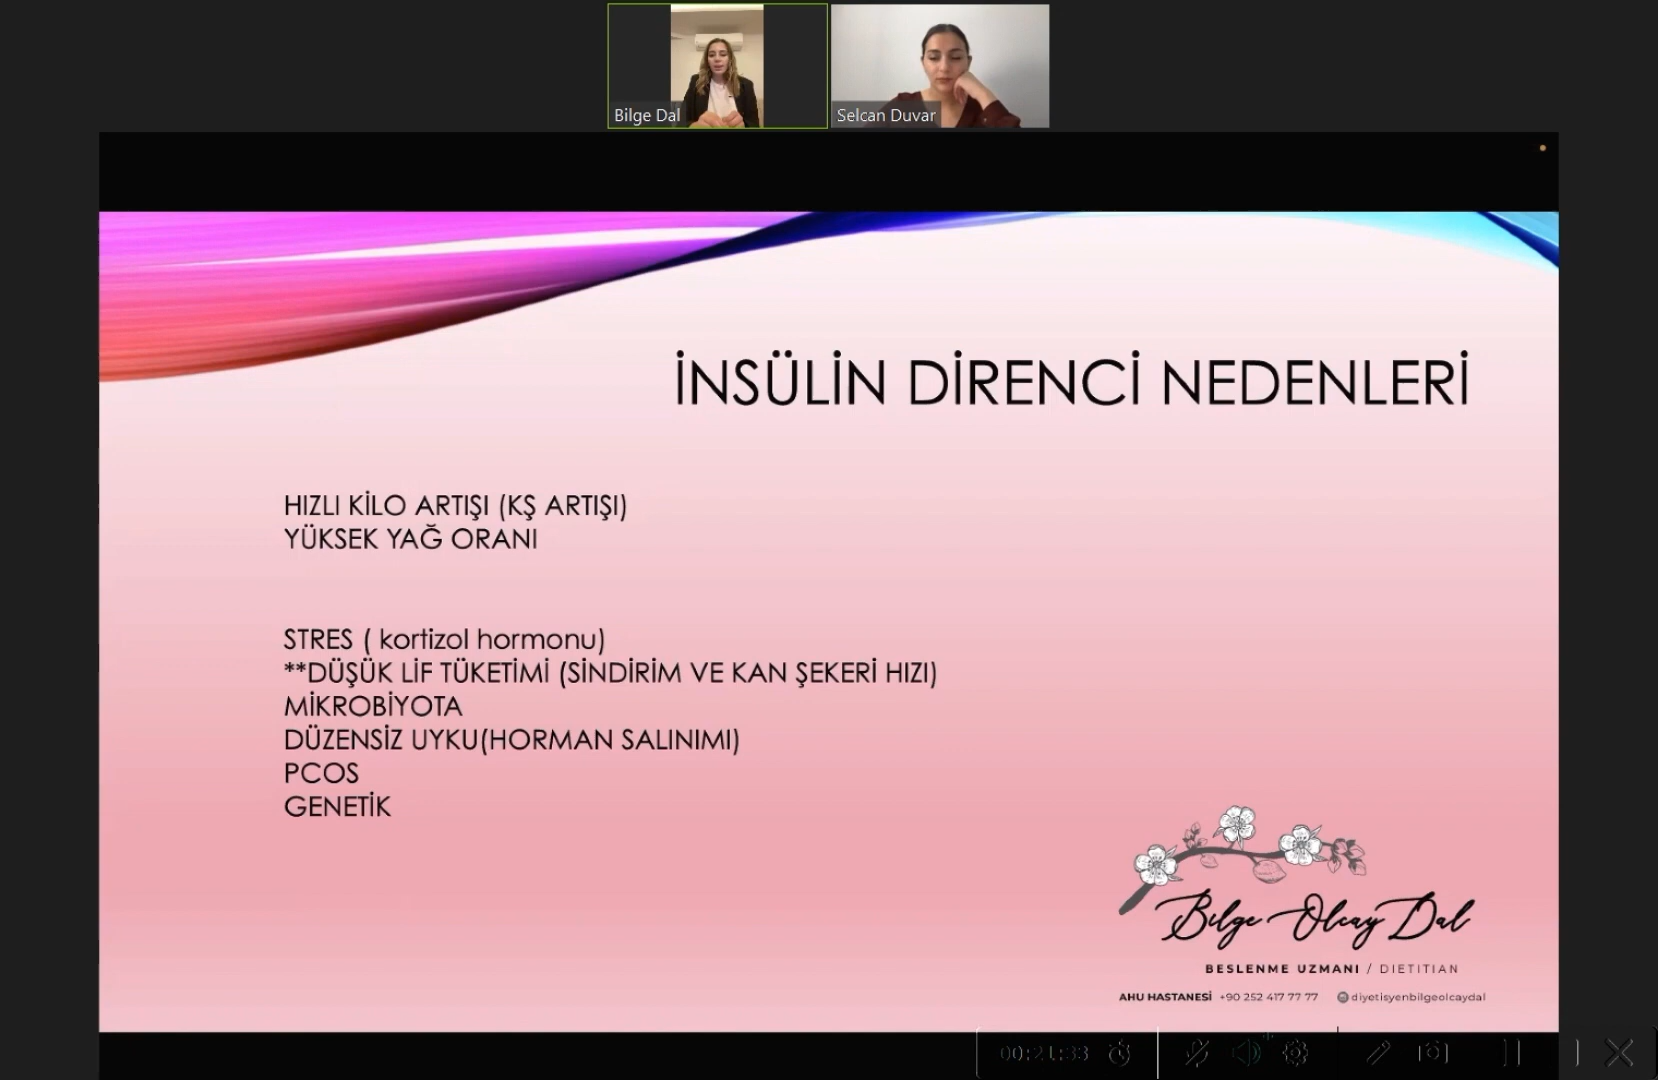 Bilge Dal
Selcan Duvar
İNSÜLİN DİRENCİ NEDENLERİ
HIZLI KİLO ARTIŞI (KŞ ARTIŞI)
YÜKSEK YAĞ ORANI
STRES ( kortizol hormonu)
**DÜŞÜK LİF TÜKETİMİ (SİNDİRİM VE KAN ŞEKERİ HIZI)
MİKROBİYOTA
DÜZENSİZ UYKU(HORMAN SALINIMI)
PCOS
GENETİK
Bilge Olcay Dal
BESLENME UZMANI / DIETITIAN
AHU HASTANESİ +90 252 417 77 77 diyetisyenbilgeolcaydal
00:21:33